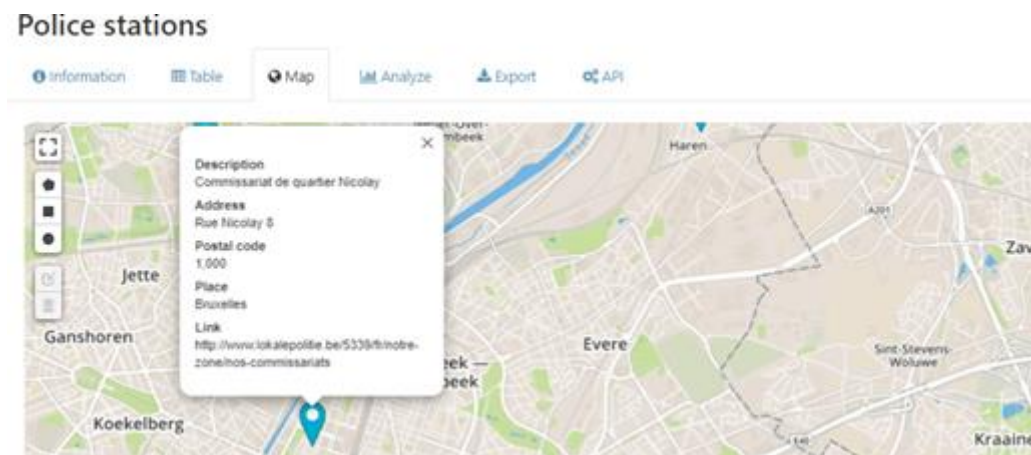 Police stations
Information Table Map Analyze Export API
Haren
Description
Commissariat de quartier Nicolay
Address
Rue Nicolay 8
Postal code
1,000
Place
Bruxelles
Link
http://www.lokalepolitie.be/5339/fr/notre-
zone/nos-commissariats
A201
Jette
Ganshoren
Evere
Sint-Stevens-
Woluwe
Koekelberg
E40